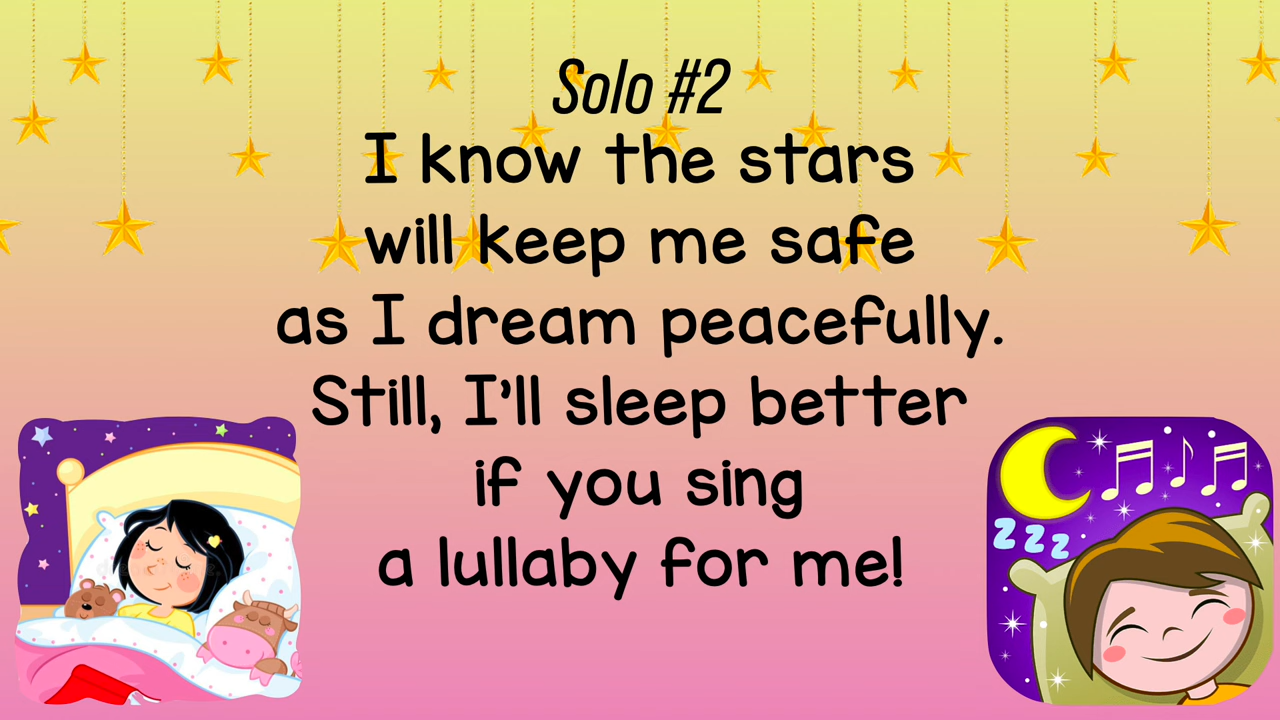 Solo #2
I know the stars
will keep me safe
as I dream peacefully.
Still, I'll sleep better
if you sing
a lullaby for me!
z z z